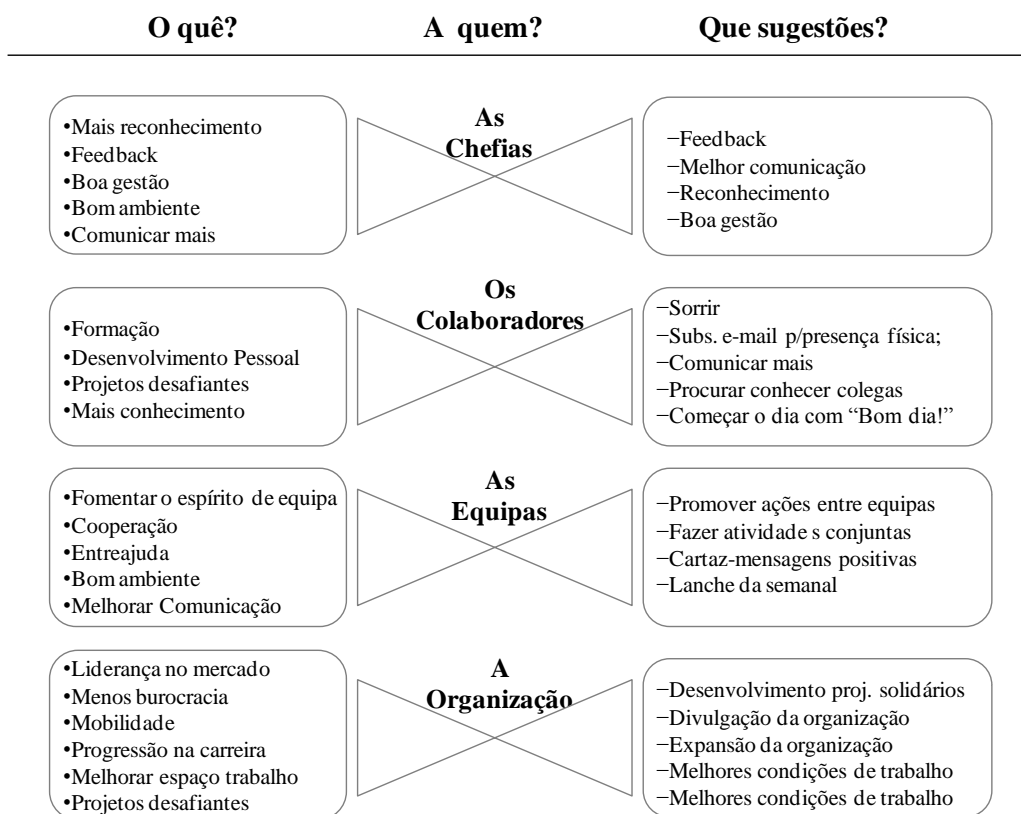 O quê? A quem? Que sugestões?
•Mais reconhecimento
•Feedback
•Boa gestão
•Bom ambiente
•Comunicar mais
As
Chefias
−Feedback
−Melhor comunicação
−Reconhecimento
−Boa gestão
•Formação
•Desenvolvimento Pessoal
•Projetos desafiantes
•Mais conhecimento
Os
Colaboradores
−Sorrir
−Subs. e-mail p/presença física;
−Comunicar mais
−Procurar conhecer colegas
−Começar o dia com “Bom dia!”
•Fomentar o espírito de equipa
•Cooperação
•Entreajuda
•Bom ambiente
•Melhorar Comunicação
As
Equipas
−Promover ações entre equipas
−Fazer atividade s conjuntas
−Cartaz-mensagens positivas
−Lanche da semanal
•Liderança no mercado
•Menos burocracia
•Mobilidade
•Progressão na carreira
•Melhorar espaço trabalho
•Projetos desafiantes
A
Organização
−Desenvolvimento proj. solidários
−Divulgação da organização
−Expansão da organização
−Melhores condições de trabalho
−Melhores condições de trabalho